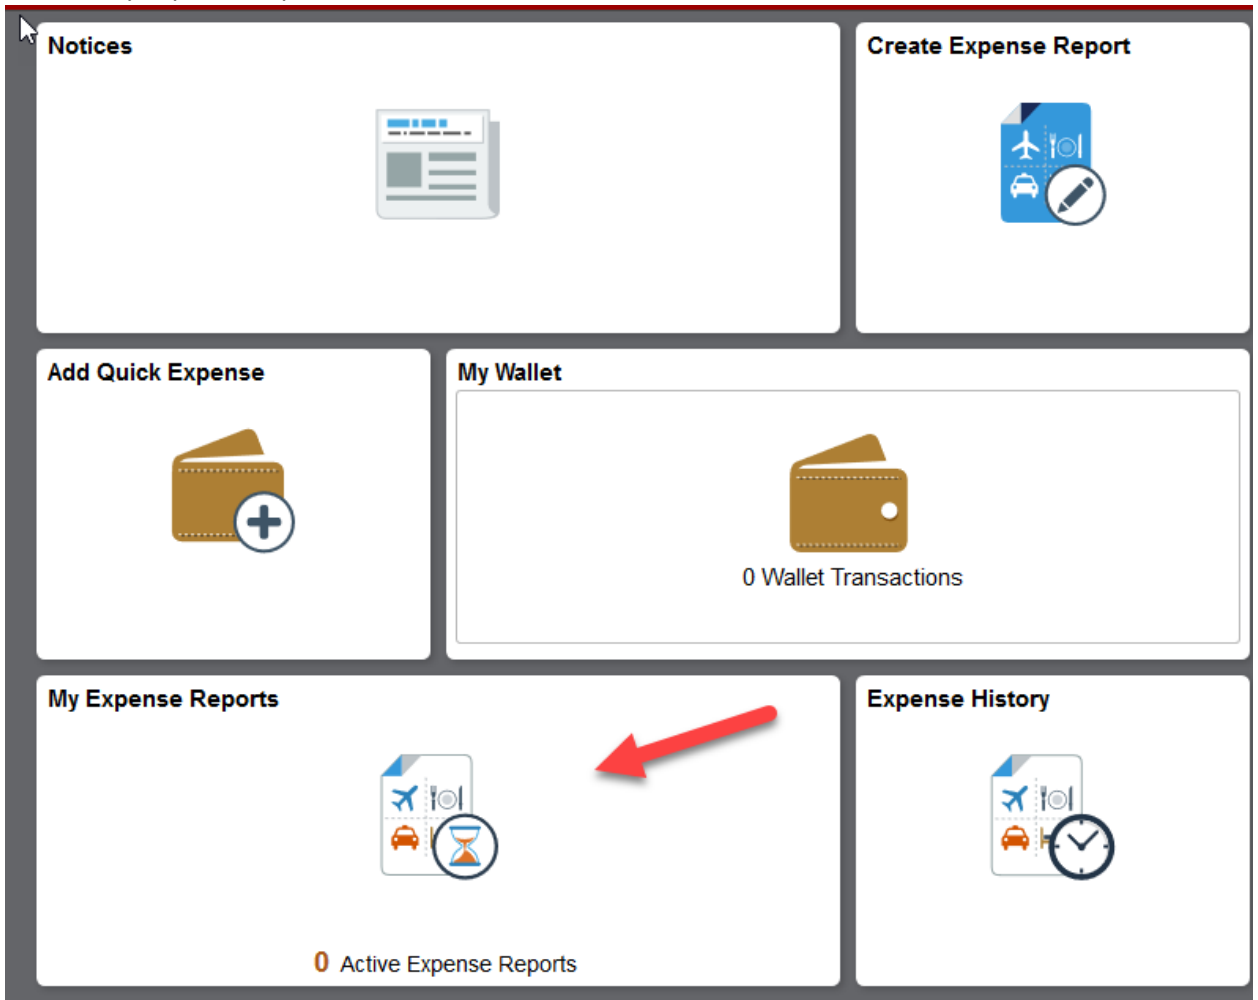 Notices
Create Expense Report
Add Quick Expense
My Wallet
0 Wallet Transactions
My Expense Reports
0 Active Expense Reports
Expense History